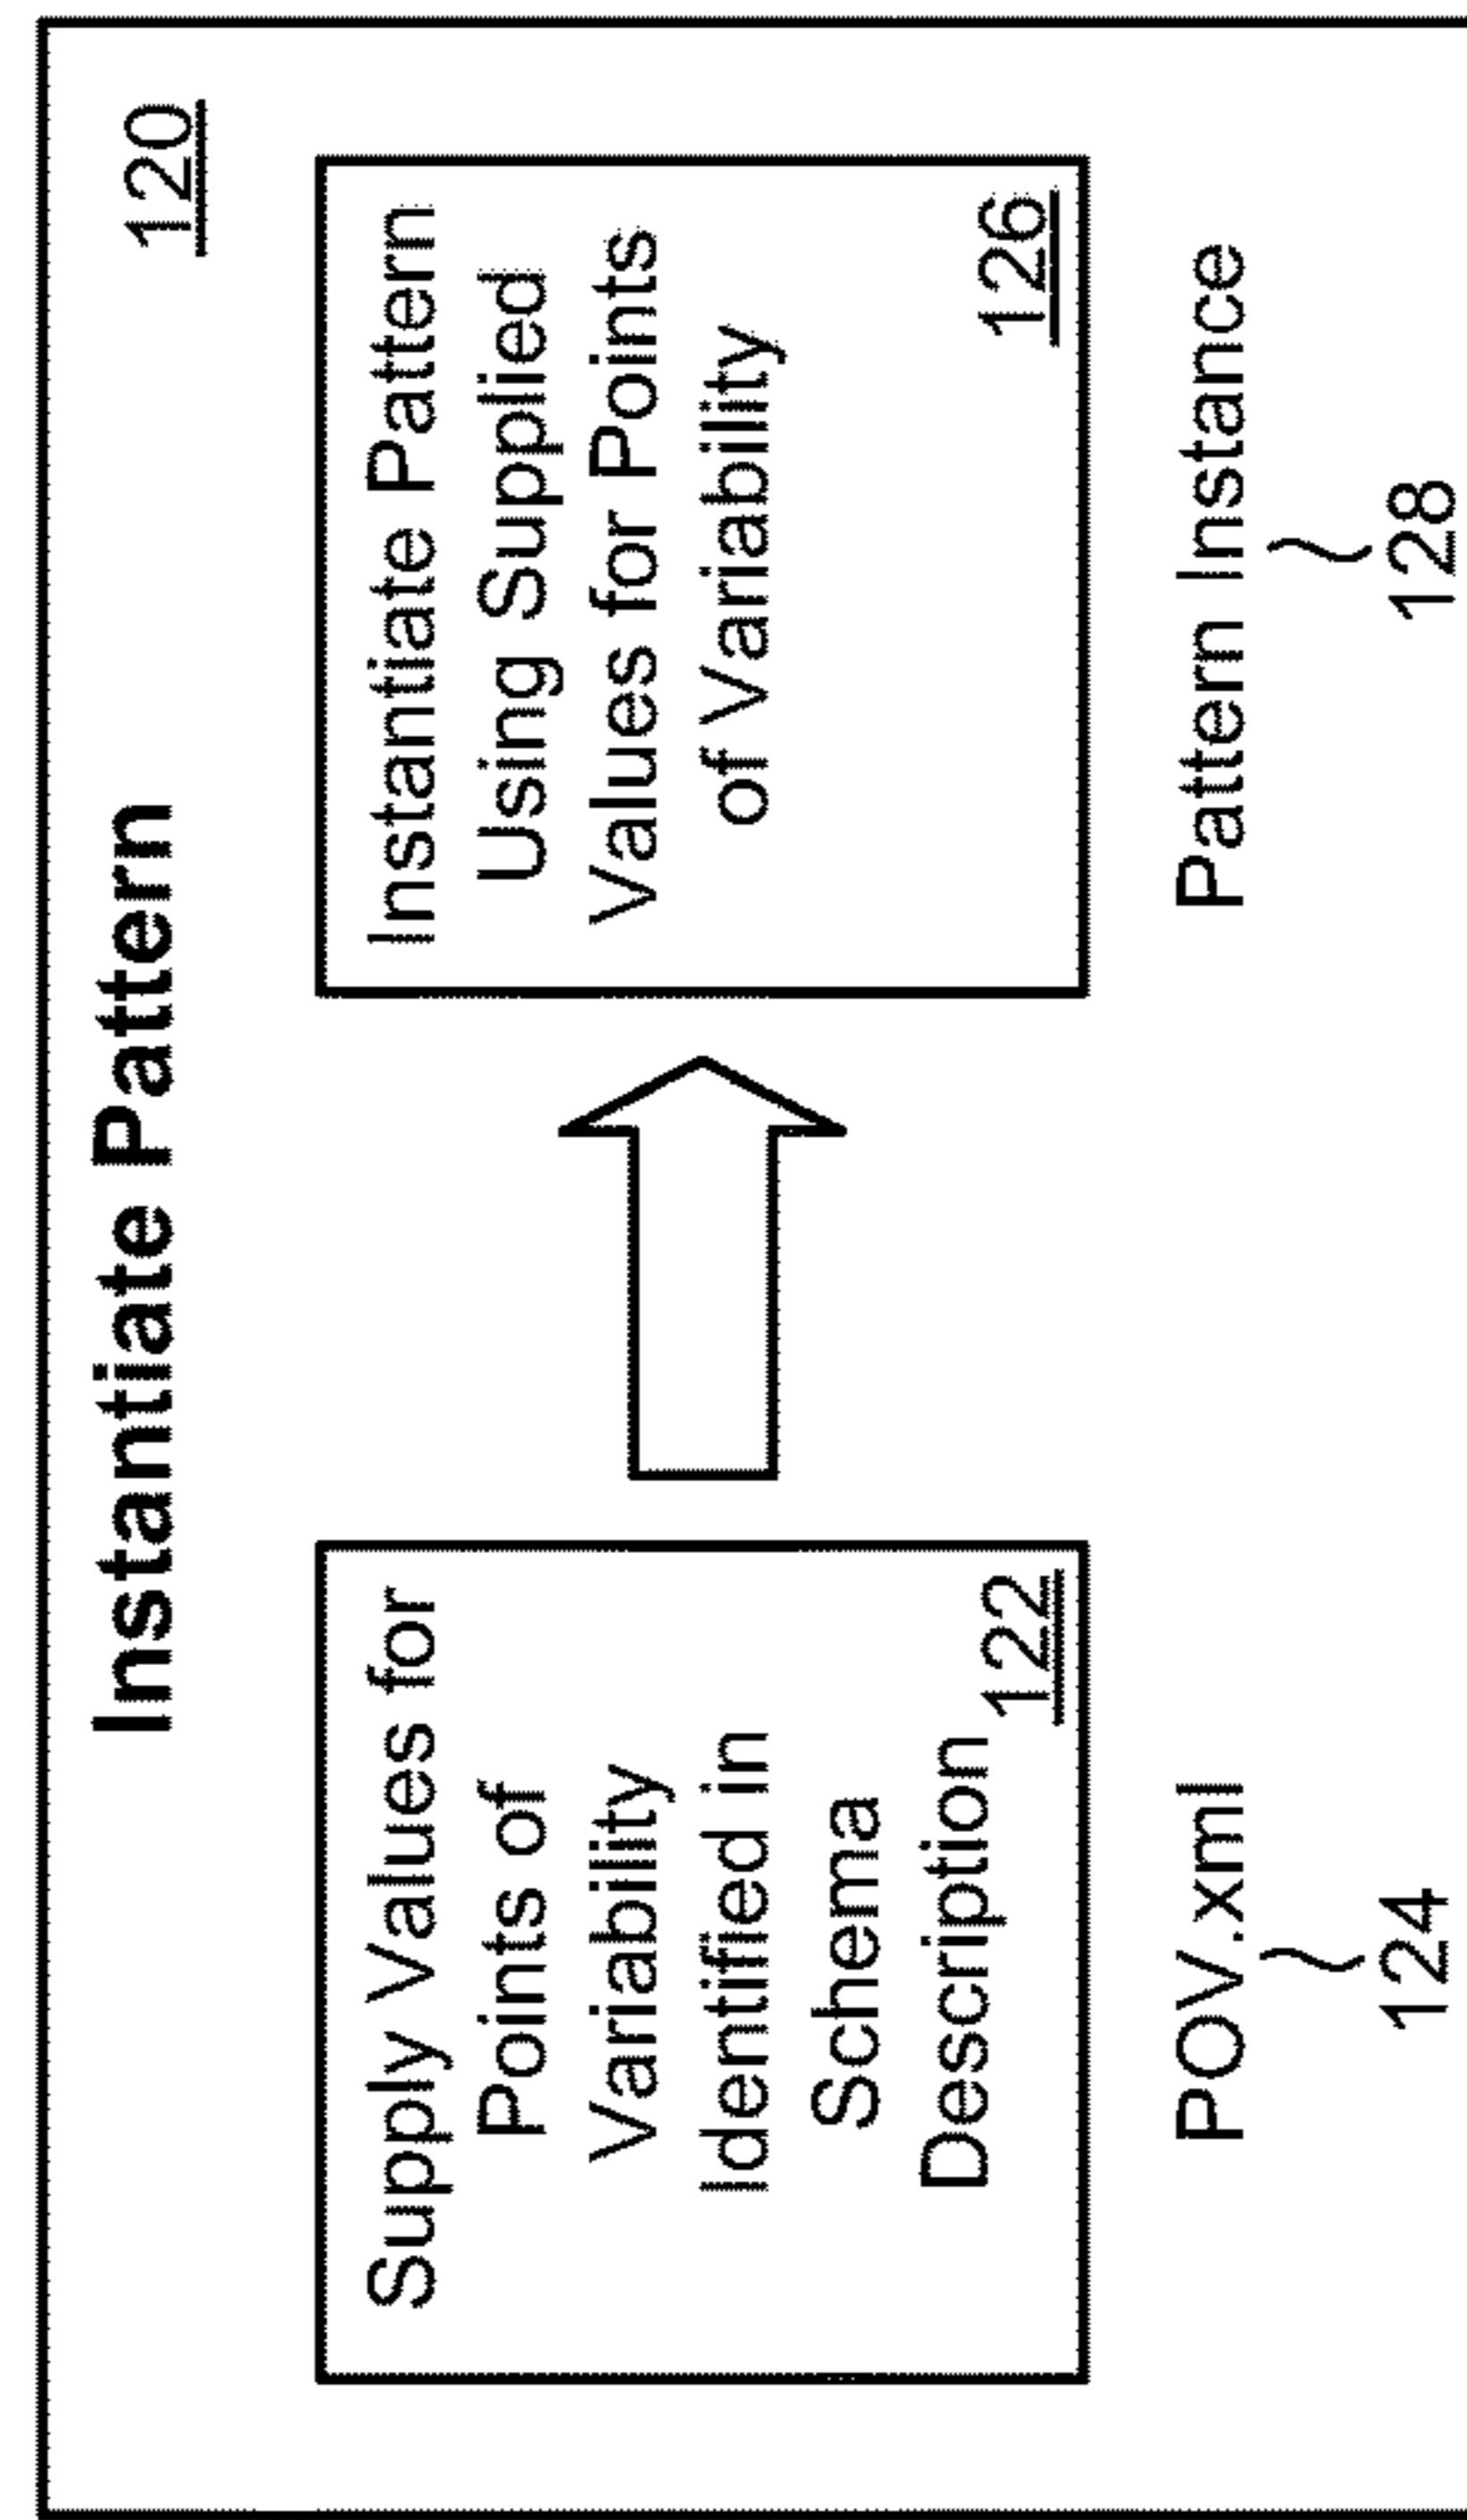 Instantiate Pattern
120
Supply Values for
Points of
Variability
Identified in
Schema
Description
122
POV.xml
124
Instantiate Pattern
Using Supplied
Values for Points
of Variability
126
Pattern Instance
128